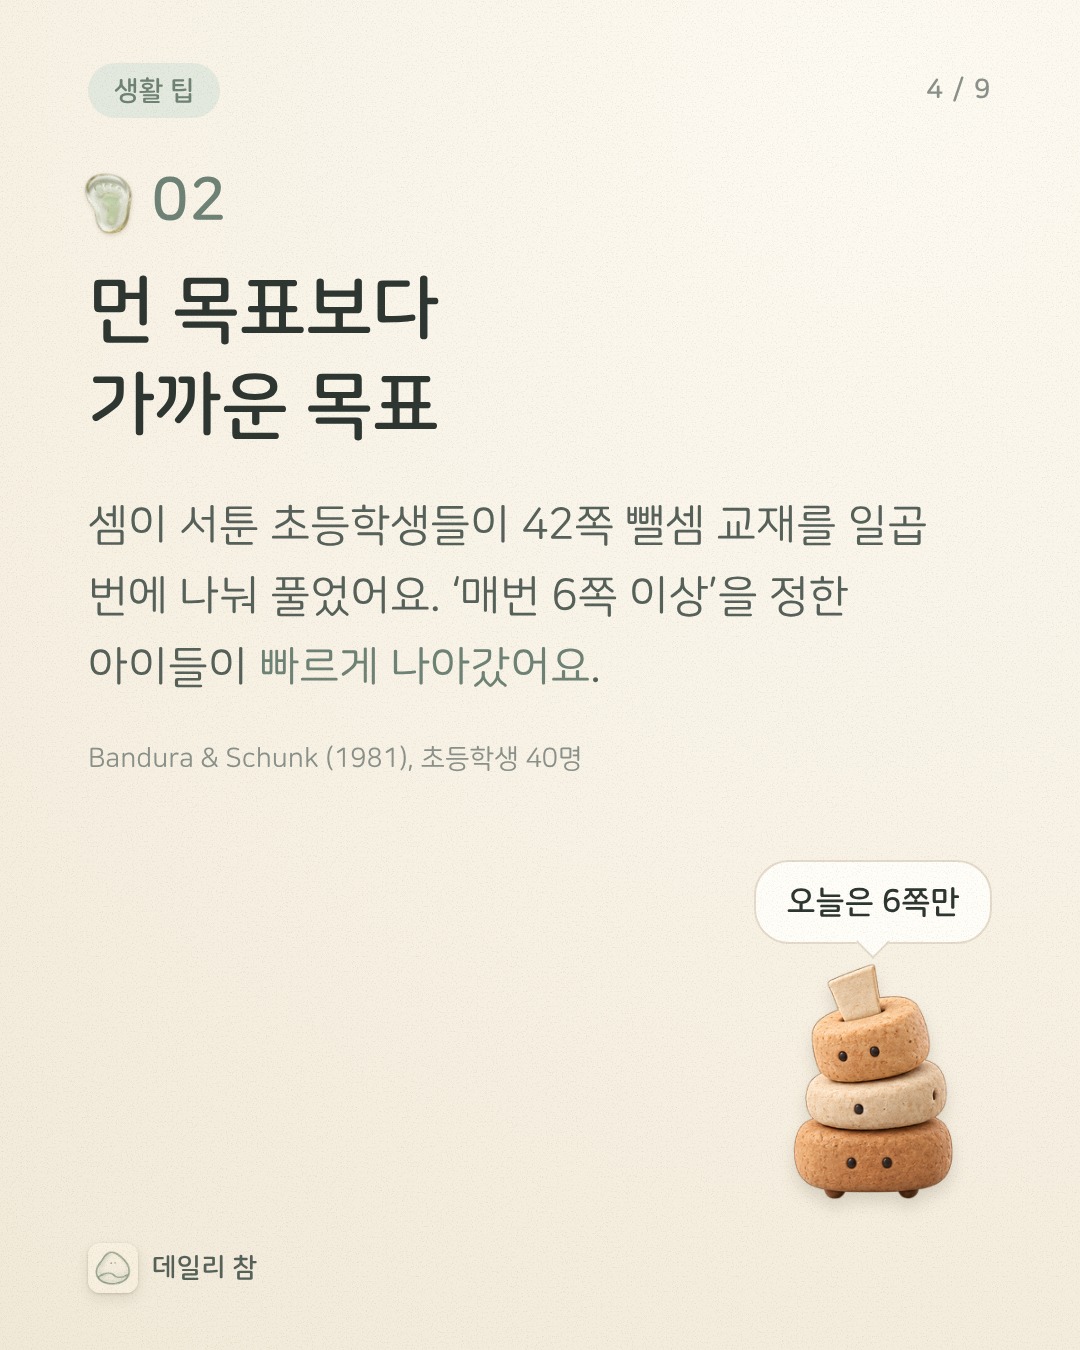 생활 팁
4 / 9
02
먼 목표보다
가까운 목표
셈이 서툰 초등학생들이 42쪽 뺄셈 교재를 일곱
번에 나눠 풀었어요. ‘매번 6쪽 이상’을 정한
아이들이 빠르게 나아갔어요.
Bandura & Schunk (1981), 초등학생 40명
오늘은 6쪽만
데일리 참